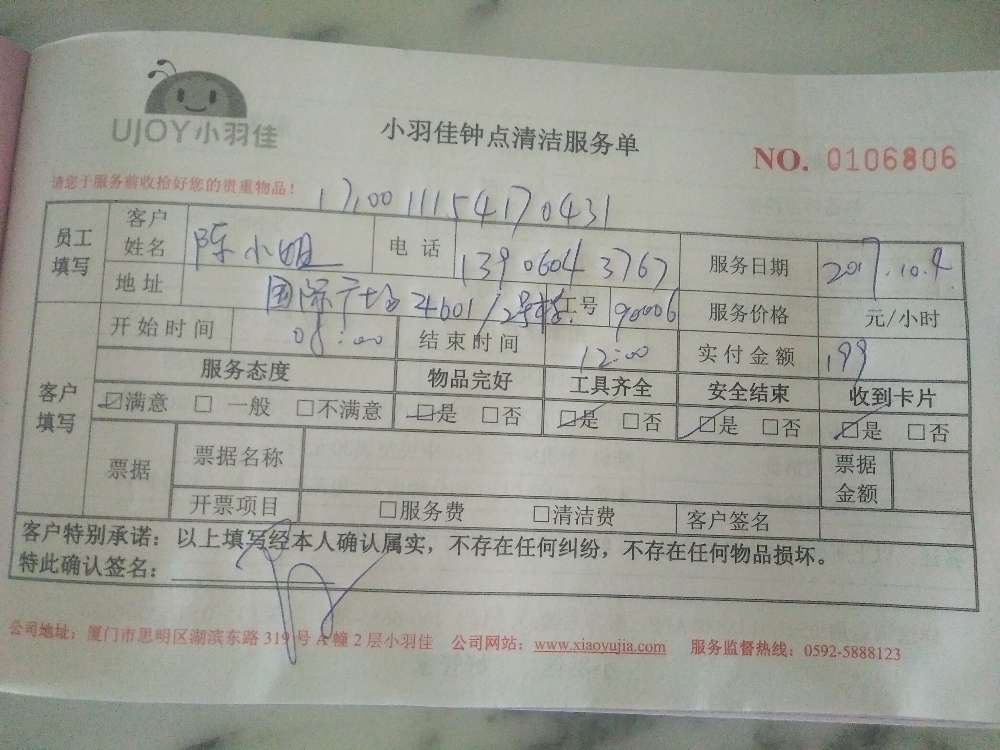 UJOY小羽佳
小羽佳钟点清洁服务单
NO. 0106806
请您于服务前收拾好您的贵重物品!
员工填写 客户姓名 陈小姐 电话 13906043767 服务日期 2017.10.9
地址 国际广场24601/2号楼 工号 90006 服务价格 元/小时
客户填写 开始时间 08:00 结束时间 12:00 实付金额 199
服务态度 物品完好 工具齐全 安全结束 收到卡片
☑满意 □一般 □不满意 ☑是 □否 ☑是 □否 ☑是 □否 ☑是 □否
票据 票据名称 票据金额
开票项目 □服务费 □清洁费 客户签名
客户特别承诺：以上填写经本人确认属实，不存在任何纠纷，不存在任何物品损坏。
特此确认签名：
公司地址：厦门市思明区湖滨东路 319 号 A 幢 2 层小羽佳 公司网站：www.xiaoyujia.com 服务监督热线：0592-5888123